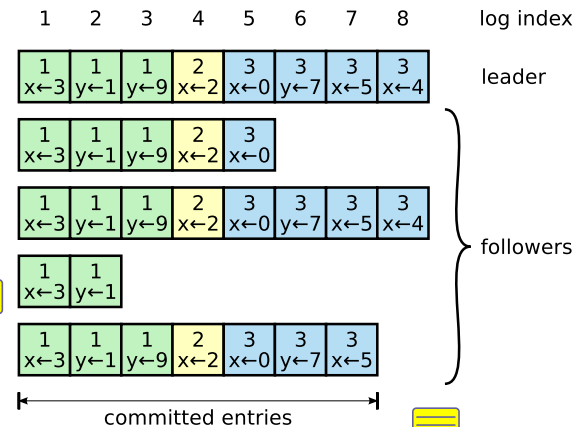 1 2 3 4 5 6 7 8 log index
1 1 1 2 3 3 3 3
x←3 y←1 y←9 x←2 x←0 y←7 x←5 x←4
leader
1 1 1 2 3
x←3 y←1 y←9 x←2 x←0
1 1 1 2 3 3 3 3
x←3 y←1 y←9 x←2 x←0 y←7 x←5 x←4
followers
1 1
x←3 y←1
1 1 1 2 3 3 3
x←3 y←1 y←9 x←2 x←0 y←7 x←5
committed entries